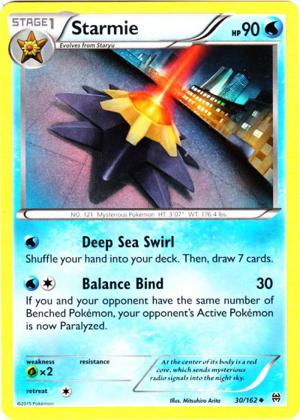 STAGE 1 Starmie HP 90
Evolves from Staryu
NO. 121 Mysterious Pokémon HT: 3'07" WT: 176.4 lbs.
Deep Sea Swirl
Shuffle your hand into your deck. Then, draw 7 cards.
Balance Bind 30
If you and your opponent have the same number
of Benched Pokémon, your opponent's Active Pokémon
is now Paralyzed.
weakness resistance
×2
retreat
At the center of its body is a red
core, which sends mysterious
radio signals into the night sky.
©2015 Pokémon Illus. Mitsuhiro Arita 30/162